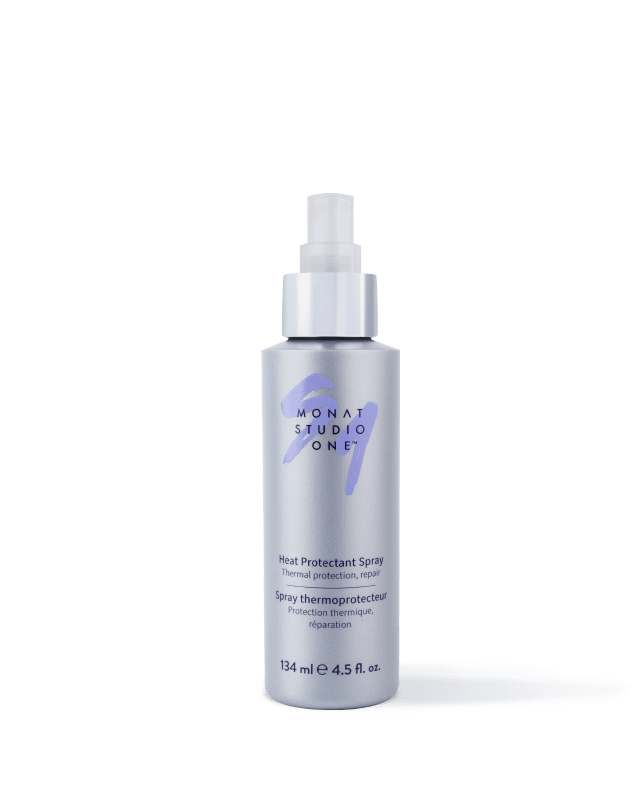 MONAT
STUDIO
ONE™
Heat Protectant Spray
Thermal protection, repair
Spray thermoprotecteur
Protection thermique,
réparation
134 ml ℮ 4.5 fl. oz.